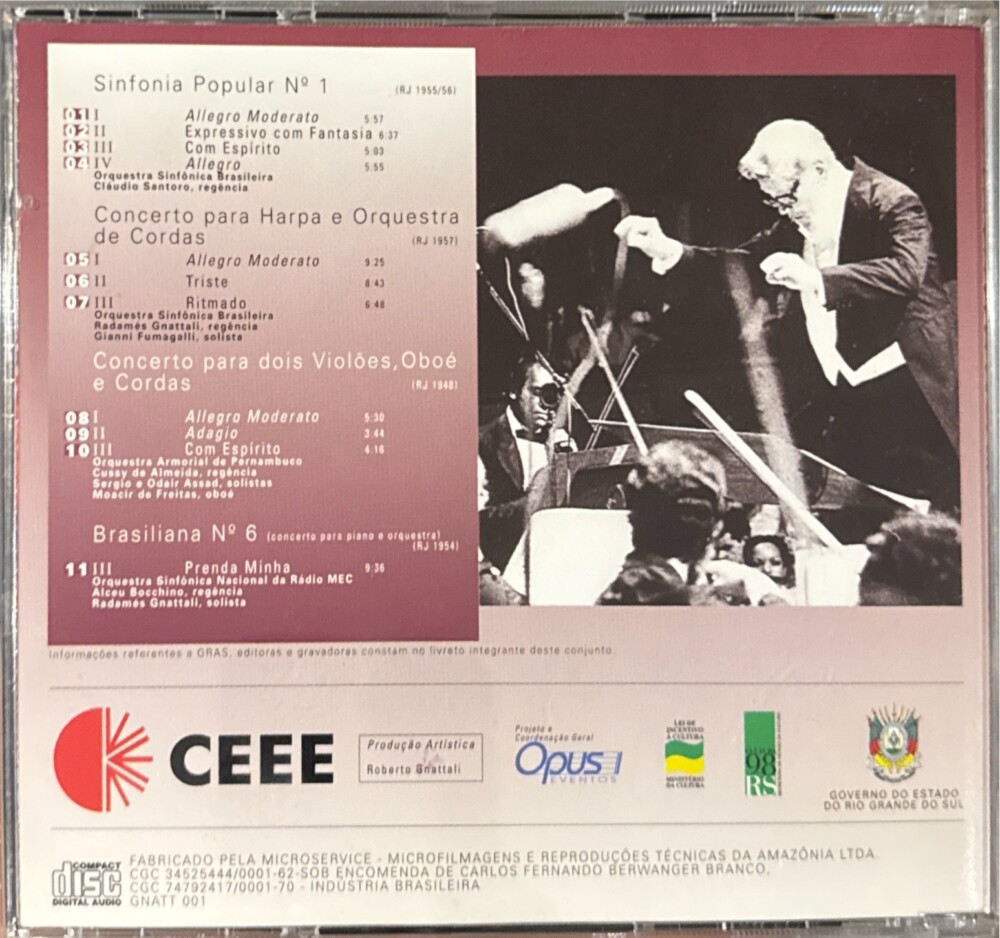 Sinfonia Popular Nº 1 (RJ 1955/56)
01 I Allegro Moderato 5:57
02 II Expressivo com Fantasia 6:37
03 III Com Espírito 5:03
04 IV Allegro 5:55
Orquestra Sinfônica Brasileira
Cláudio Santoro, regência
Concerto para Harpa e Orquestra
de Cordas (RJ 1957)
05 I Allegro Moderato 9:25
06 II Triste 8:43
07 III Ritmado 6:48
Orquestra Sinfônica Brasileira
Radamés Gnattali, regência
Gianni Fumagalli, solista
Concerto para dois Violões, Oboé
e Cordas (RJ 1948)
08 I Allegro Moderato 5:30
09 II Adagio 3:44
10 III Com Espírito 4:16
Orquestra Armorial de Pernambuco
Cussy de Almeida, regência
Sergio e Odair Assad, solistas
Moacir de Freitas, oboé
Brasiliana Nº 6 (concerto para piano e orquestra)
(RJ 1954)
11 III Prenda Minha 9:36
Orquestra Sinfônica Nacional da Rádio MEC
Alceu Bocchino, regência
Radamés Gnattali, solista
Informações referentes a GRAS, editoras e gravadores constam no livreto integrante deste conjunto.
CEEE
Produção Artística
Roberto Gnattali
Projeto e
Coordenação Geral
Opus
EVENTOS
LEI DE
INCENTIVO
À CULTURA
MINISTÉRIO
DA CULTURA
CULTURA
98
RS
GOVERNO DO ESTADO
DO RIO GRANDE DO SUL
COMPACT
disc
DIGITAL AUDIO
FABRICADO PELA MICROSERVICE - MICROFILMAGENS E REPRODUÇÕES TÉCNICAS DA AMAZÔNIA LTDA.
CGC 34525444/0001-62-SOB ENCOMENDA DE CARLOS FERNANDO BERWANGER BRANCO.
CGC 74792417/0001-70 - INDÚSTRIA BRASILEIRA
GNATT 001